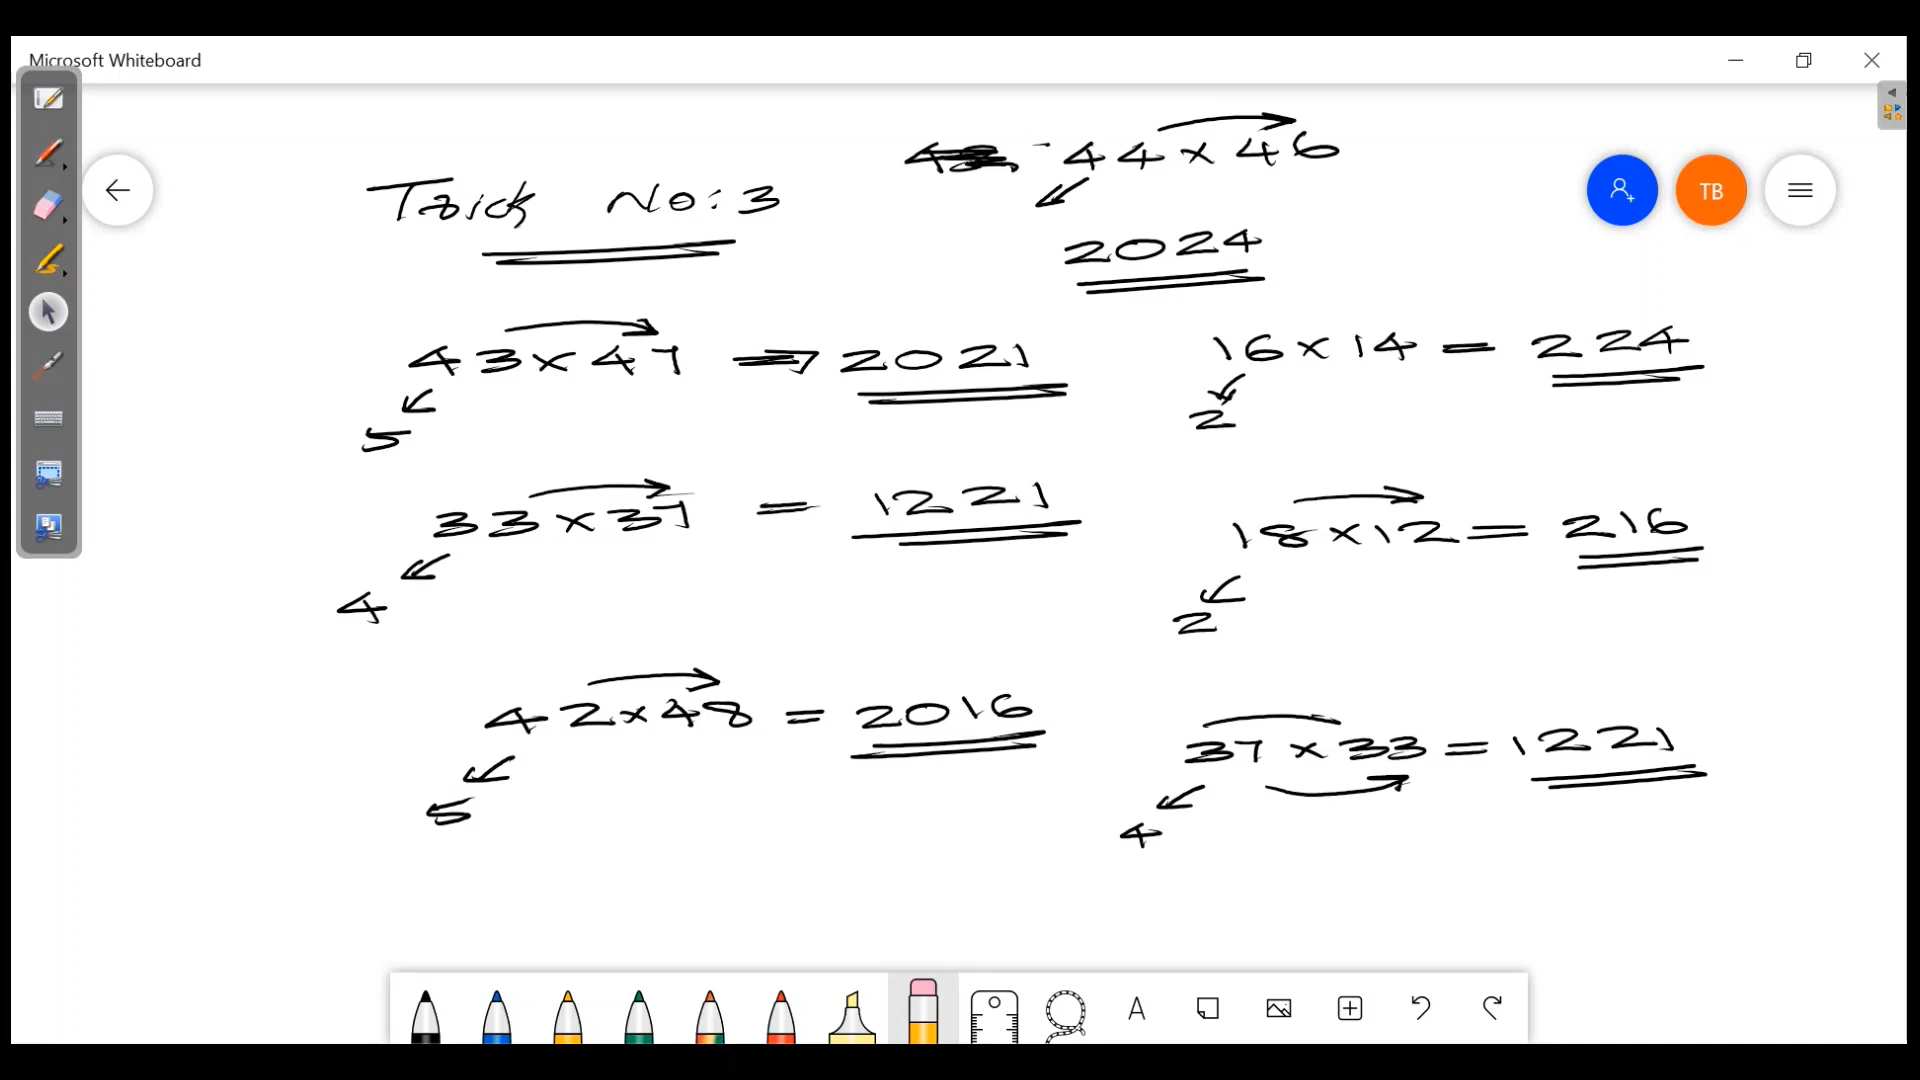 Microsoft Whiteboard
44 x 46
Trick No: 3
TB
2024
43 x 47 => 2021
16 x 14 = 224
5
2
33 x 37 = 1221
18 x 12 = 216
4
2
42 x 48 = 2016
37 x 33 = 1221
5
4
A